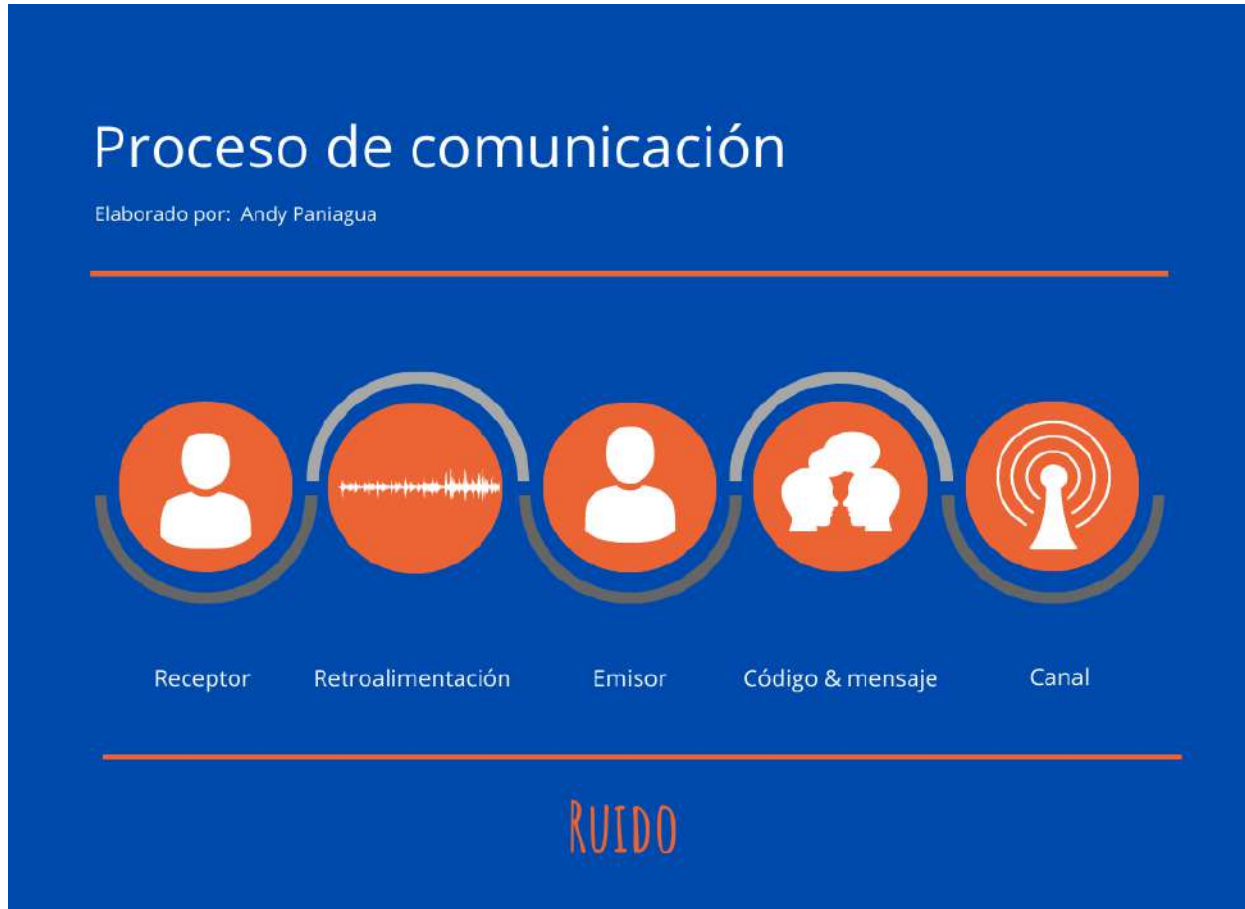 Proceso de comunicación
Elaborado por: Andy Paniagua
Receptor
Retroalimentación
Emisor
Código & mensaje
Canal
RUIDO